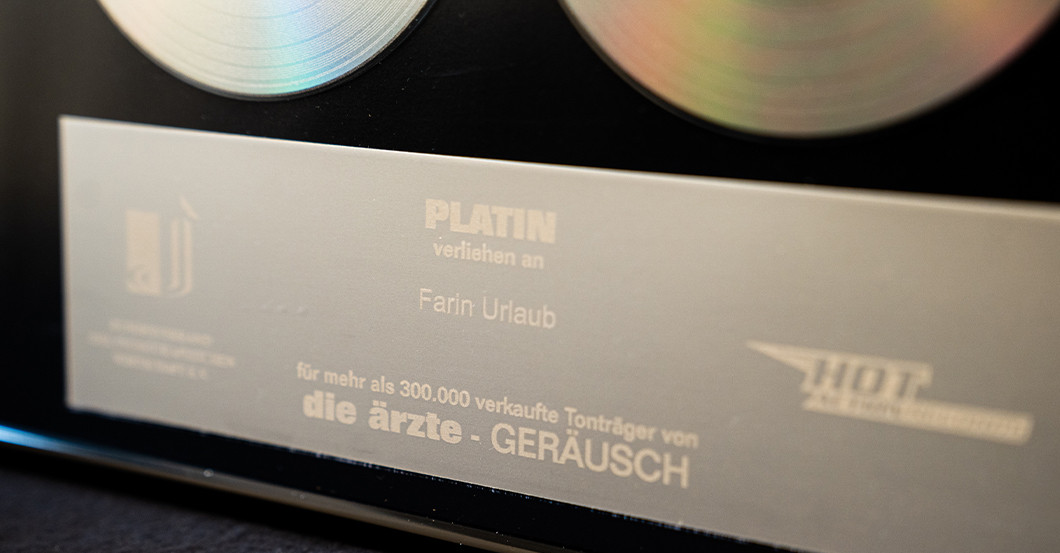 PLATIN
verliehen an
Farin Urlaub
für mehr als 300.000 verkaufte Tonträger von
die ärzte - GERÄUSCH
HOT